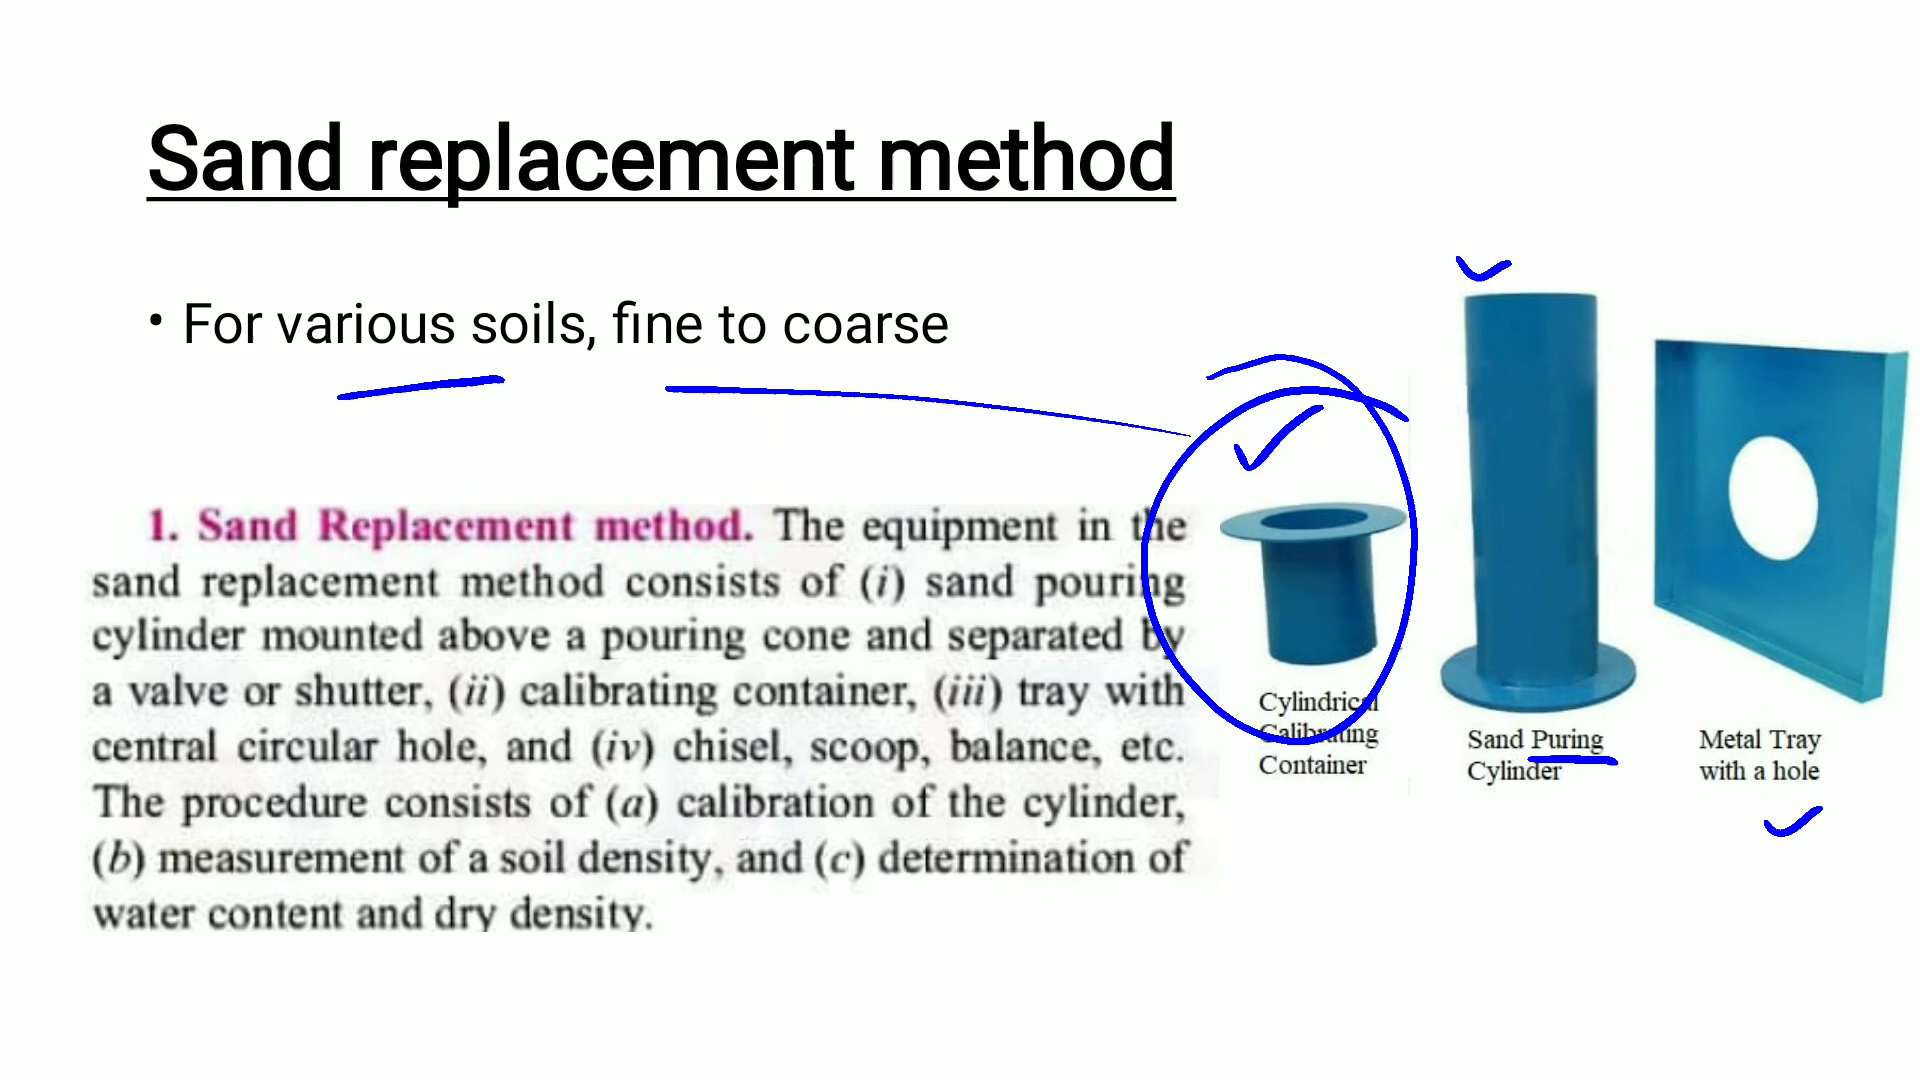 Sand replacement method
• For various soils, fine to coarse
1. Sand Replacement method. The equipment in the
sand replacement method consists of (i) sand pouring
cylinder mounted above a pouring cone and separated by
a valve or shutter, (ii) calibrating container, (iii) tray with
central circular hole, and (iv) chisel, scoop, balance, etc.
The procedure consists of (a) calibration of the cylinder,
(b) measurement of a soil density, and (c) determination of
water content and dry density.
Cylindrical
Calibrating
Container
Sand Puring
Cylinder
Metal Tray
with a hole